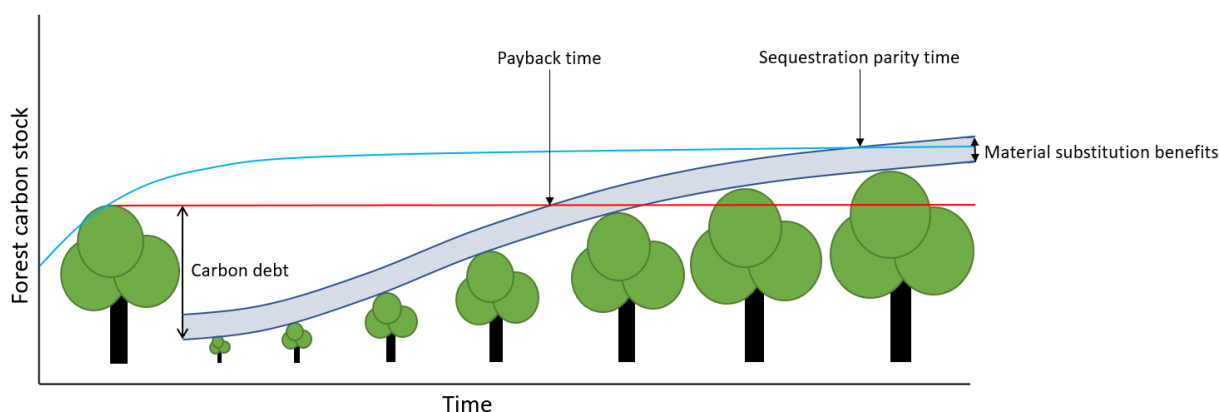 Payback time
Sequestration parity time
Forest carbon stock
Material substitution benefits
Carbon debt
Time